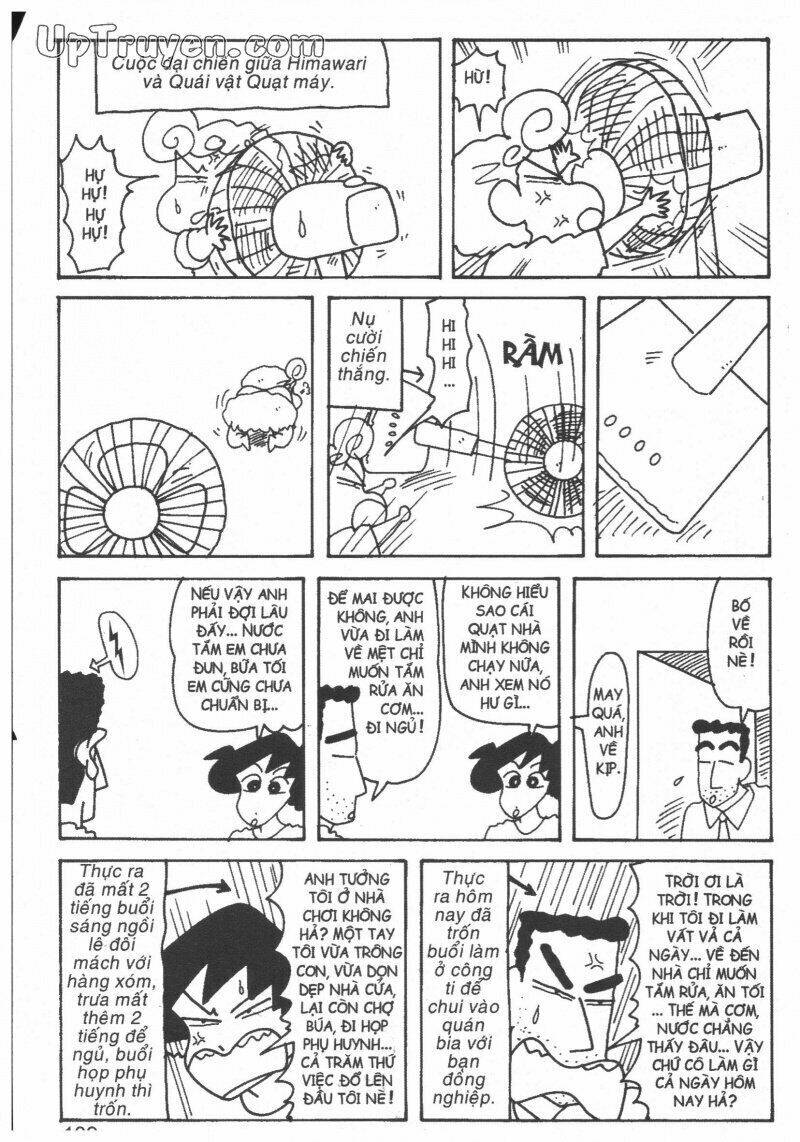 UpTruyen.com
HỪ!
Cuộc đại chiến giữa Himawari
và Quái vật Quạt máy.
HỰ
HỰ!
HỰ
HỰ!
RẦM
HI
HI
HI
...
Nụ
cười
chiến
thắng.
BỐ
VỀ
RỒI
NÈ!
MAY
QUÁ,
ANH
VỀ
KỊP.
KHÔNG HIỂU
SAO CÁI
QUẠT NHÀ
MÌNH KHÔNG
CHẠY NỮA,
ANH XEM NÓ
HƯ GÌ...
ĐỂ MAI ĐƯỢC
KHÔNG, ANH
VỪA ĐI LÀM
VỀ MỆT CHỈ
MUỐN TẮM
RỬA ĂN
CƠM...
ĐI NGỦ!
NẾU VẬY ANH
PHẢI ĐỢI LÂU
ĐẤY... NƯỚC
TẮM EM CHƯA
ĐUN, BỮA TỐI
EM CŨNG CHƯA
CHUẨN BỊ...
TRỜI ƠI LÀ
TRỜI! TRONG
KHI TÔI ĐI LÀM
VẤT VẢ CẢ
NGÀY... VỀ ĐẾN
NHÀ CHỈ MUỐN
TẮM RỬA, ĂN TỐI
... THẾ MÀ CƠM,
NƯỚC CHẲNG
THẤY ĐÂU... VẬY
CHỨ CÔ LÀM GÌ
CẢ NGÀY HÔM
NAY HẢ?
Thực
ra hôm
nay đã
trốn
buổi làm
ở công
ti để
chui vào
quán
bia với
bạn
đồng
nghiệp.
ANH TƯỞNG
TÔI Ở NHÀ
CHƠI KHÔNG
HẢ? MỘT TAY
TÔI VỪA TRÔNG
CON, VỪA DỌN
DẸP NHÀ CỬA,
LẠI CÒN CHỢ
BÚA, ĐI HỌP
PHỤ HUYNH...
CẢ TRĂM THỨ
VIỆC ĐỔ LÊN
ĐẦU TÔI NÈ!
Thực ra
đã mất 2
tiếng buổi
sáng ngồi
lê đôi
mách với
hàng xóm,
trưa mất
thêm 2
tiếng để
ngủ, buổi
họp phụ
huynh thì
trốn.